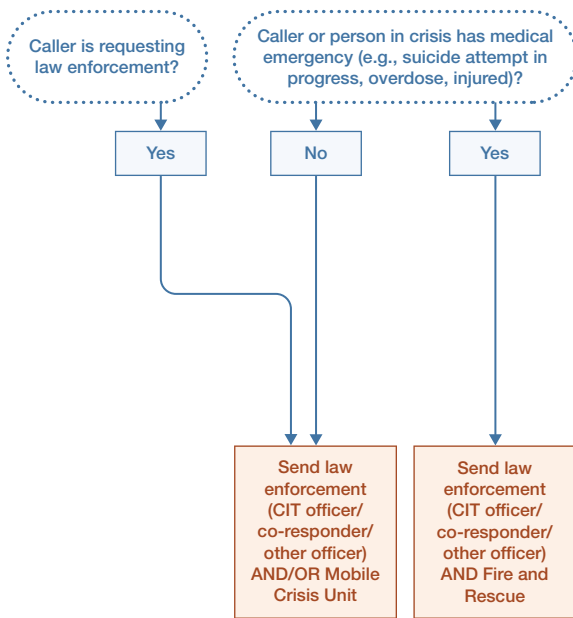 Caller is requesting
law enforcement?
Caller or person in crisis has medical
emergency (e.g., suicide attempt in
progress, overdose, injured)?
Yes
No
Yes
Send law
enforcement
(CIT officer/
co-responder/
other officer)
AND/OR Mobile
Crisis Unit
Send law
enforcement
(CIT officer/
co-responder/
other officer)
AND Fire and
Rescue